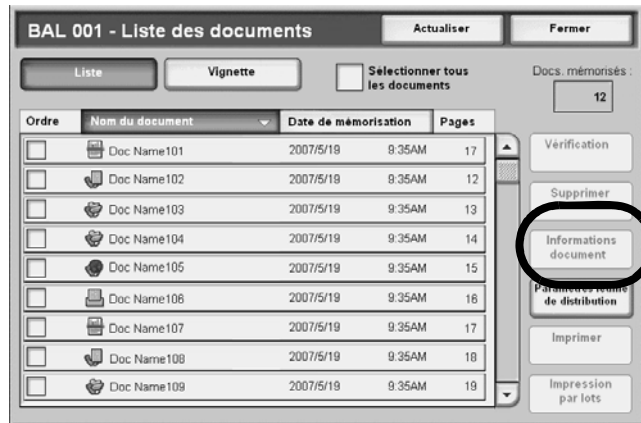 BAL 001 - Liste des documents
Actualiser
Fermer
Liste
Vignette
Sélectionner tous
les documents
Docs. mémorisés :
12
Ordre
Nom du document
Date de mémorisation
Pages
Doc Name101 2007/5/19 9:35AM 17
Doc Name102 2007/5/19 9:35AM 12
Doc Name103 2007/5/19 9:35AM 13
Doc Name104 2007/5/19 9:35AM 14
Doc Name105 2007/5/19 9:35AM 15
Doc Name106 2007/5/19 9:35AM 16
Doc Name107 2007/5/19 9:35AM 17
Doc Name108 2007/5/19 9:35AM 18
Doc Name109 2007/5/19 9:35AM 19
Vérification
Supprimer
Informations
document
Paramètres feuille
de distribution
Imprimer
Impression
par lots